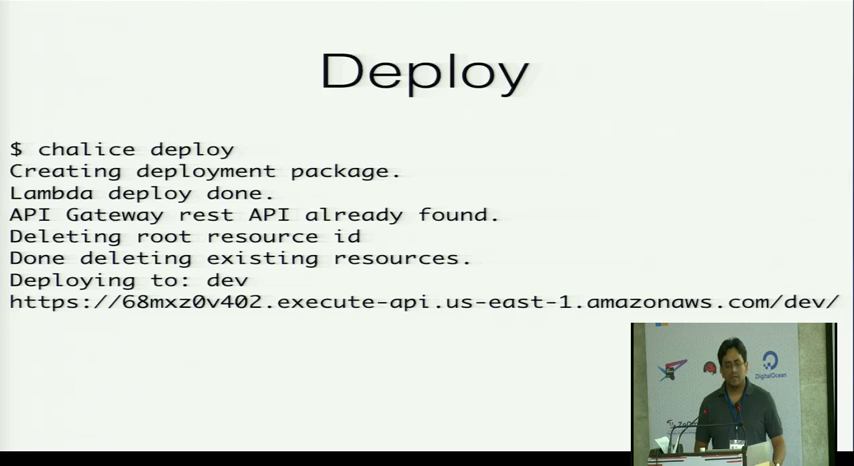 Deploy
$ chalice deploy
Creating deployment package.
Lambda deploy done.
API Gateway rest API already found.
Deleting root resource id
Done deleting existing resources.
Deploying to: dev
https://68mxz0v402.execute-api.us-east-1.amazonaws.com/dev/
DigitalOcean